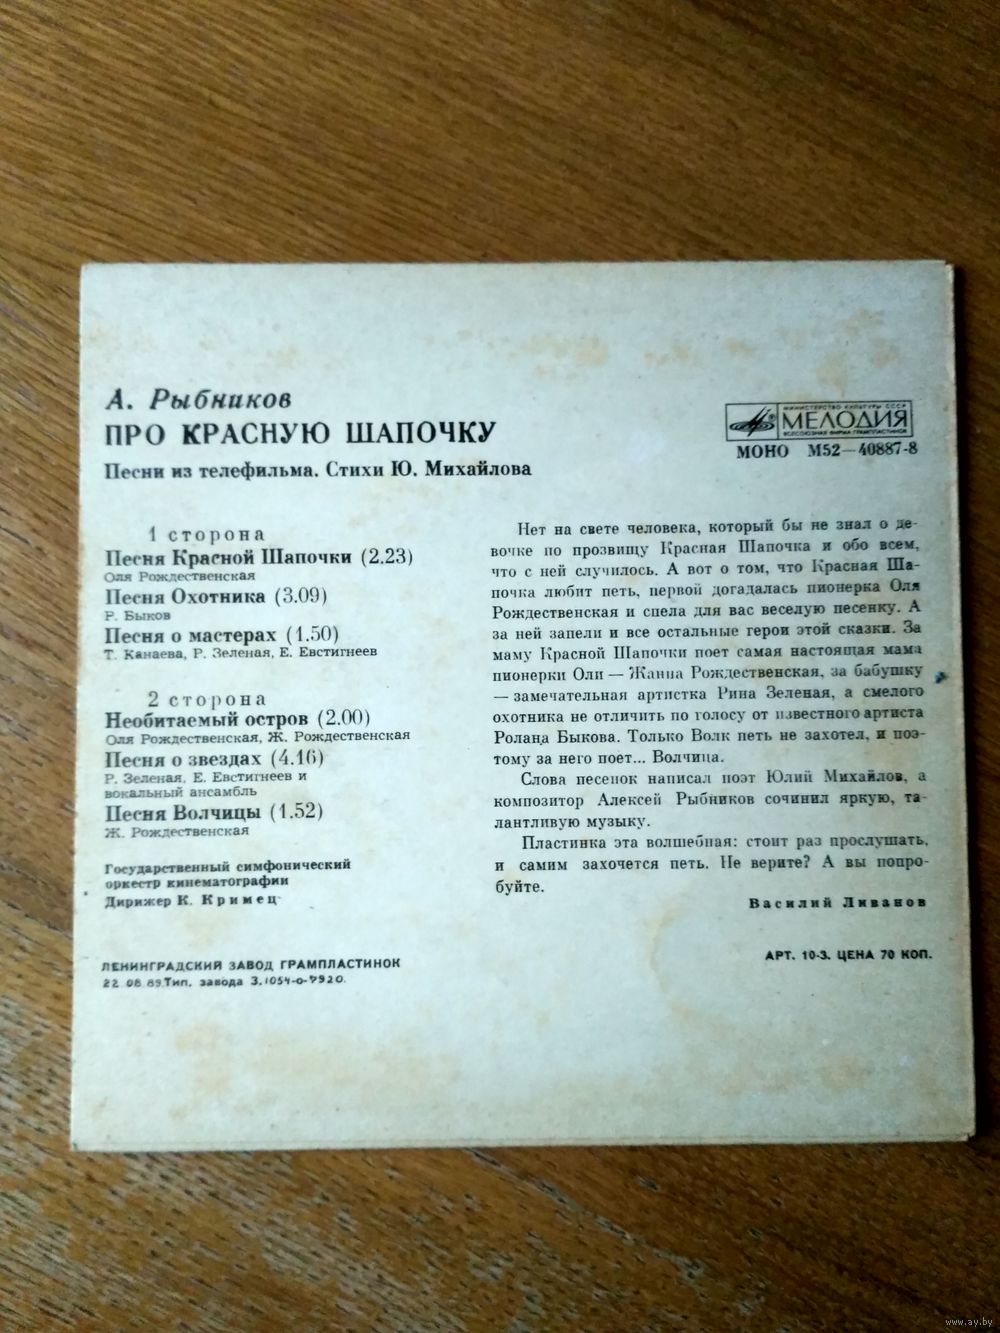 А. Рыбников
ПРО КРАСНУЮ ШАПОЧКУ
Песни из телефильма. Стихи Ю. Михайлова
МИНИСТЕРСТВО КУЛЬТУРЫ СССР
МЕЛОДИЯ
ВСЕСОЮЗНАЯ ФИРМА ГРАМПЛАСТИНОК
МОНО М52—40887-8
1 сторона
Песня Красной Шапочки (2.23)
Оля Рождественская
Песня Охотника (3.09)
Р. Быков
Песня о мастерах (1.50)
Т. Канаева, Р. Зеленая, Е. Евстигнеев
2 сторона
Необитаемый остров (2.00)
Оля Рождественская, Ж. Рождественская
Песня о звездах (4.16)
Р. Зеленая, Е. Евстигнеев и
вокальный ансамбль
Песня Волчицы (1.52)
Ж. Рождественская
Государственный симфонический
оркестр кинематографии
Дирижер К. Кримец
ЛЕНИНГРАДСКИЙ ЗАВОД ГРАМПЛАСТИНОК
22 08 89. Тип. завода З.1054-о-7920.
Нет на свете человека, который бы не знал о де-
вочке по прозвищу Красная Шапочка и обо всем,
что с ней случилось. А вот о том, что Красная Ша-
почка любит петь, первой догадалась пионерка Оля
Рождественская и спела для вас веселую песенку. А
за ней запели и все остальные герои этой сказки. За
маму Красной Шапочки поет самая настоящая мама
пионерки Оли — Жанна Рождественская, за бабушку
— замечательная артистка Рина Зеленая, а смелого
охотника не отличить по голосу от известного артиста
Ролана Быкова. Только Волк петь не захотел, и поэ-
тому за него поет... Волчица.
Слова песенок написал поэт Юлий Михайлов, а
композитор Алексей Рыбников сочинил яркую, та-
лантливую музыку.
Пластинка эта волшебная: стоит раз прослушать,
и самим захочется петь. Не верите? А вы попро-
буйте.
Василий Ливанов
АРТ. 10-3. ЦЕНА 70 КОП.
www.ay.by